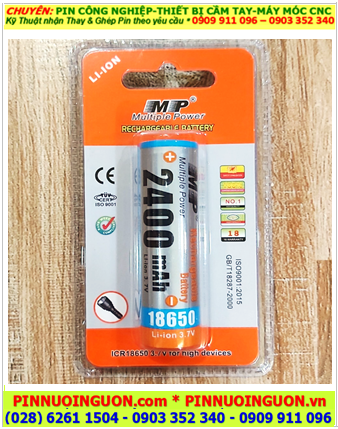 CHUYÊN: PIN CÔNG NGHIỆP-THIẾT BỊ CẦM TAY-MÁY MÓC CNC
Kỹ Thuật nhận Thay & Ghép Pin theo yêu cầu * 0909 911 096 – 0903 352 340
LI-ION
MP
Multiple Power
RECHARGEABLE BATTERY
TUV
CERT
ISO 9001
CE
MP
Multiple Power
Battery
2400 mAh
18650
Li-ion 3.7V
NO.1
18
ISO9001:2015
GB/T18287-2000
ICR18650 3.7V for high devices
PINNUOINGUON.com * PINNUOINGUON.vn
(028) 6261 1504 - 0903 352 340 - 0909 911 096